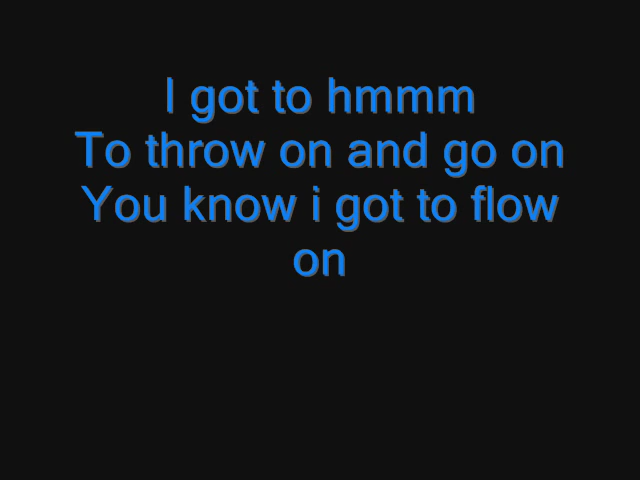 I got to hmmm
To throw on and go on
You know i got to flow
on